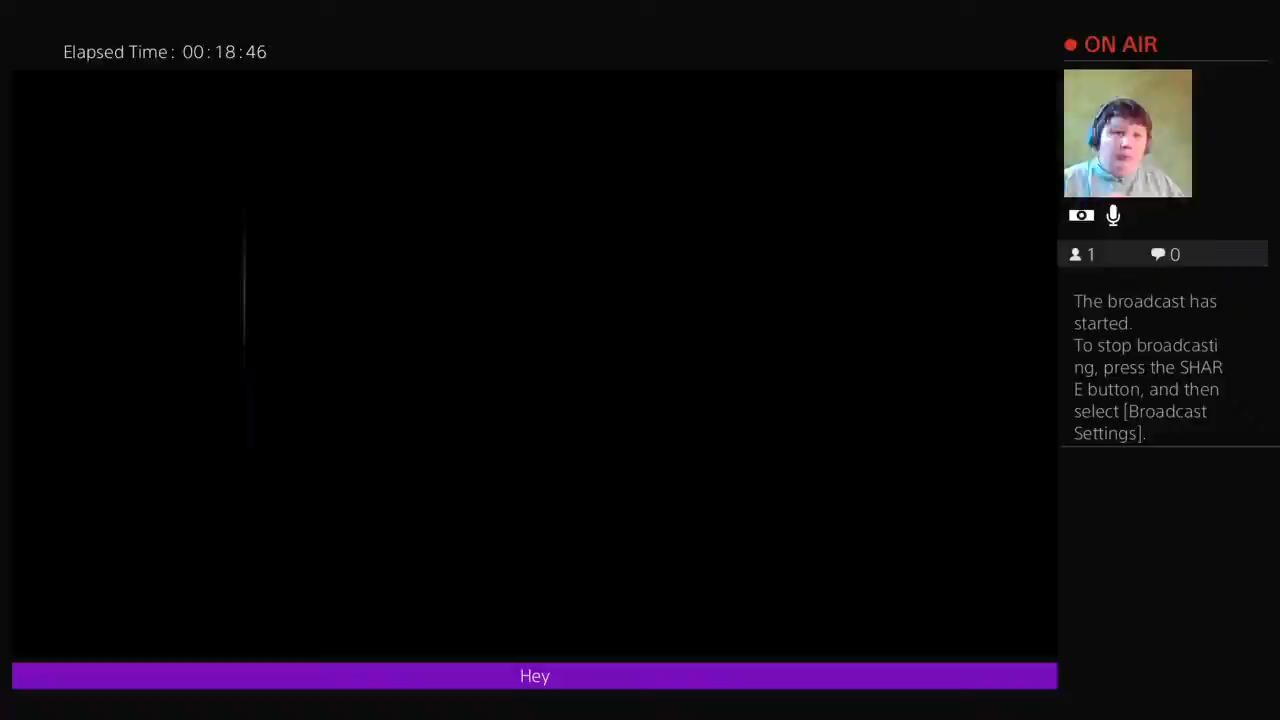 Elapsed Time: 00:18:46
ON AIR
1 0
The broadcast has
started.
To stop broadcasti
ng, press the SHAR
E button, and then
select [Broadcast
Settings].
Hey